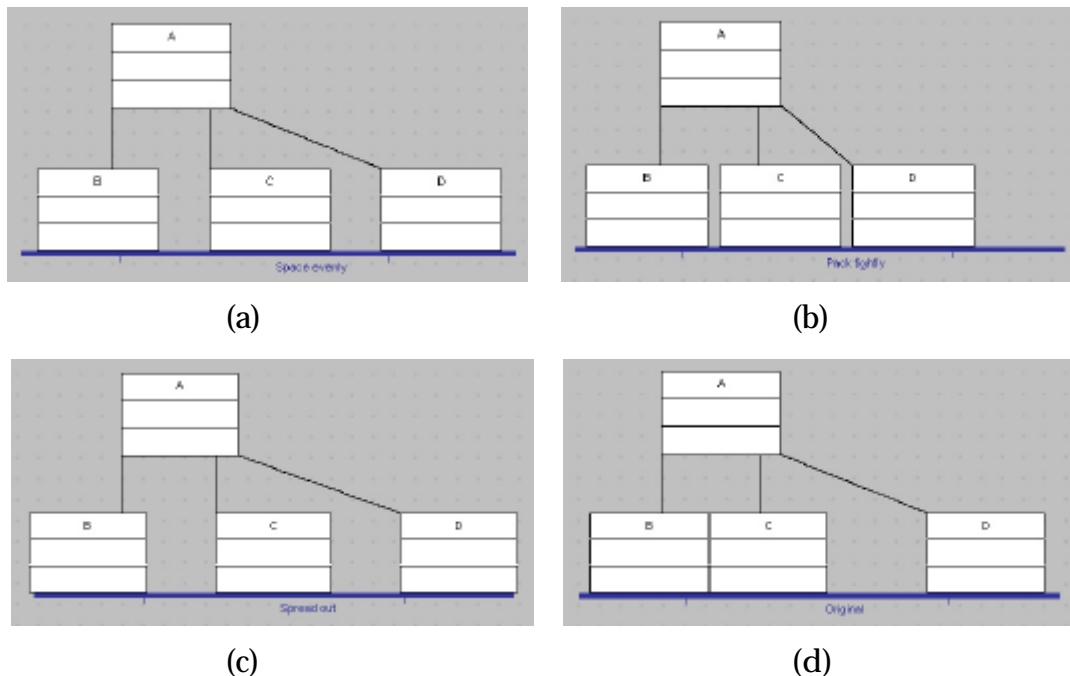 A
B C D
Space evenly
(a)
A
B C D
Pack tightly
(b)
A
B C D
Spread out
(c)
A
B C D
Original
(d)